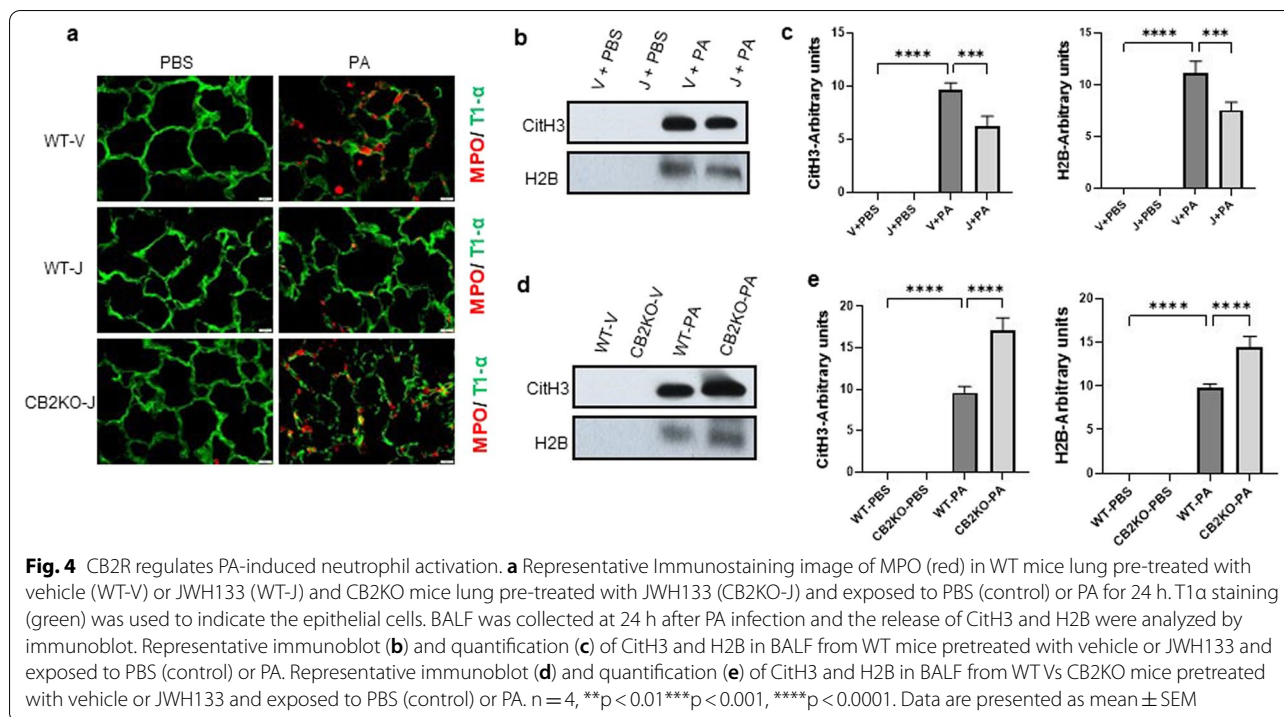 a
PBS
PA
WT-V
MPO/ T1-α
WT-J
MPO/ T1-α
CB2KO-J
MPO/ T1-α
b
V + PBS
J + PBS
V + PA
J + PA
CitH3
H2B
c
CitH3-Arbitrary units
15
10
5
0
**** ***
V+PBS
J+PBS
V+PA
J+PA
H2B-Arbitrary units
15
10
5
0
**** ***
V+PBS
J+PBS
V+PA
J+PA
d
WT-V
CB2KO-V
WT-PA
CB2KO-PA
CitH3
H2B
e
CitH3-Arbitrary units
20
15
10
5
0
**** ****
WT-PBS
CB2KO-PBS
WT-PA
CB2KO-PA
H2B-Arbitrary units
20
15
10
5
0
**** ****
WT-PBS
CB2KO-PBS
WT-PA
CB2KO-PA
Fig. 4 CB2R regulates PA-induced neutrophil activation. a Representative Immunostaining image of MPO (red) in WT mice lung pre-treated with
vehicle (WT-V) or JWH133 (WT-J) and CB2KO mice lung pre-treated with JWH133 (CB2KO-J) and exposed to PBS (control) or PA for 24 h. T1α staining
(green) was used to indicate the epithelial cells. BALF was collected at 24 h after PA infection and the release of CitH3 and H2B were analyzed by
immunoblot. Representative immunoblot (b) and quantification (c) of CitH3 and H2B in BALF from WT mice pretreated with vehicle or JWH133 and
exposed to PBS (control) or PA. Representative immunoblot (d) and quantification (e) of CitH3 and H2B in BALF from WT Vs CB2KO mice pretreated
with vehicle or JWH133 and exposed to PBS (control) or PA. n = 4, **p < 0.01***p < 0.001, ****p < 0.0001. Data are presented as mean ± SEM